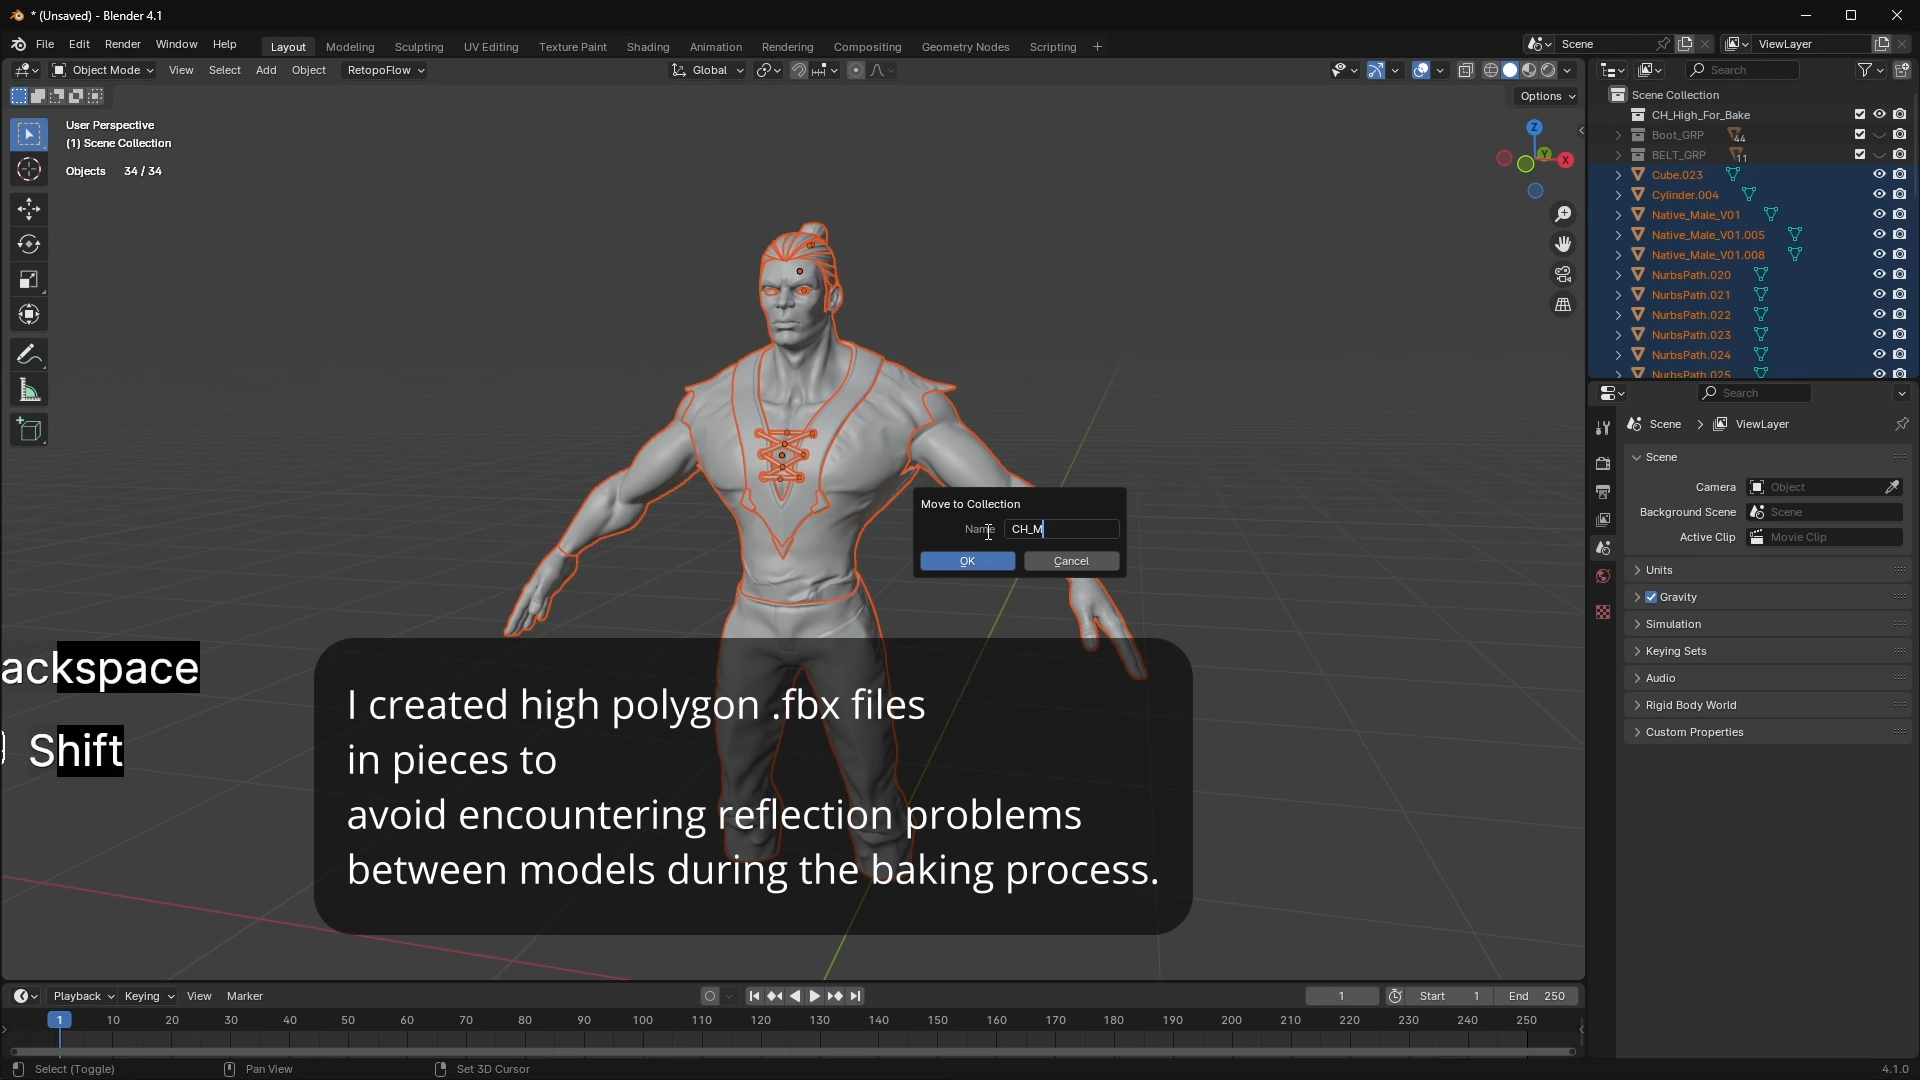 * (Unsaved) - Blender 4.1
File Edit Render Window Help
Layout Modeling Sculpting UV Editing Texture Paint Shading Animation Rendering Compositing Geometry Nodes Scripting +
Scene
ViewLayer
Object Mode View Select Add Object RetopoFlow
Global
Search
Options
User Perspective
(1) Scene Collection
Objects 34 / 34
Z
Y
X
Scene Collection
CH_High_For_Bake
Boot_GRP 44
BELT_GRP 11
Cube.023
Cylinder.004
Native_Male_V01
Native_Male_V01.005
Native_Male_V01.008
NurbsPath.020
NurbsPath.021
NurbsPath.022
NurbsPath.023
NurbsPath.024
NurbsPath.025
Search
Scene > ViewLayer
Scene
Camera Object
Background Scene Scene
Active Clip Movie Clip
Units
Gravity
Simulation
Keying Sets
Audio
Rigid Body World
Custom Properties
Move to Collection
Name CH_M
OK Cancel
ackspace
Shift
I created high polygon .fbx files
in pieces to
avoid encountering reflection problems
between models during the baking process.
Playback Keying View Marker
1 Start 1 End 250
1 10 20 30 40 50 60 70 80 90 100 110 120 130 140 150 160 170 180 190 200 210 220 230 240 250
Select (Toggle) Pan View Set 3D Cursor
4.1.0